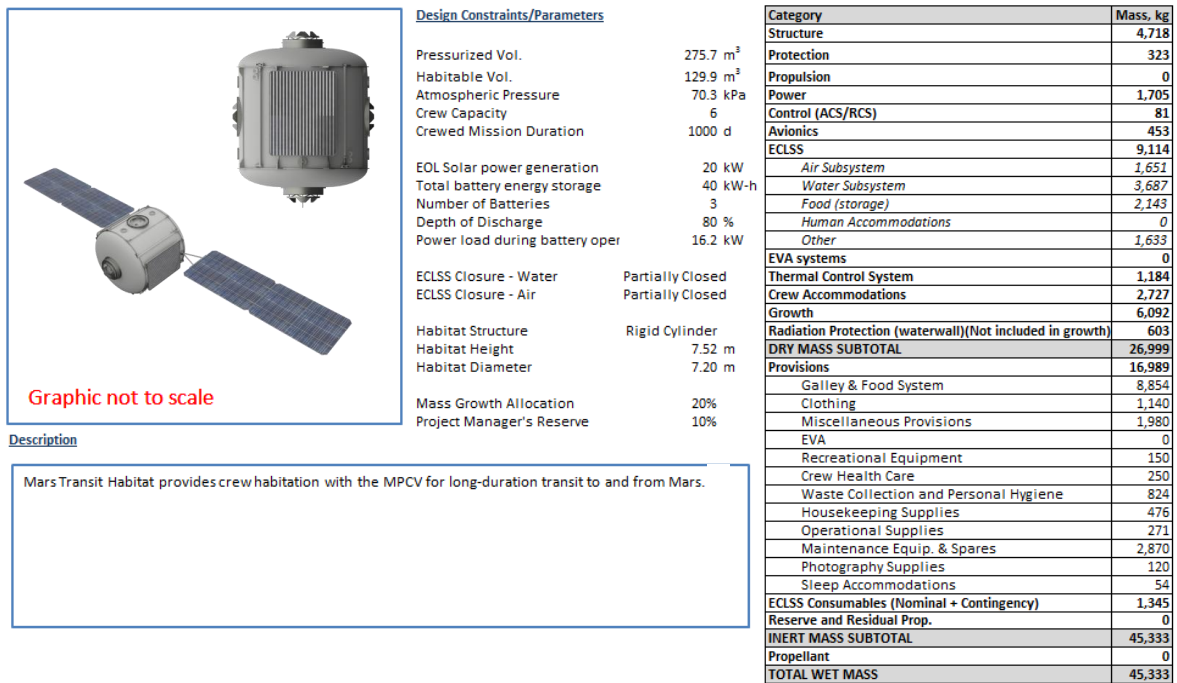 Graphic not to scale
Design Constraints/Parameters
Pressurized Vol. 275.7 m³
Habitable Vol. 129.9 m³
Atmospheric Pressure 70.3 kPa
Crew Capacity 6
Crewed Mission Duration 1000 d
EOL Solar power generation 20 kW
Total battery energy storage 40 kW-h
Number of Batteries 3
Depth of Discharge 80 %
Power load during battery oper 16.2 kW
ECLSS Closure - Water Partially Closed
ECLSS Closure - Air Partially Closed
Habitat Structure Rigid Cylinder
Habitat Height 7.52 m
Habitat Diameter 7.20 m
Mass Growth Allocation 20%
Project Manager's Reserve 10%
Description
Mars Transit Habitat provides crew habitation with the MPCV for long-duration transit to and from Mars.
Category Mass, kg
Structure 4,718
Protection 323
Propulsion 0
Power 1,705
Control (ACS/RCS) 81
Avionics 453
ECLSS 9,114
Air Subsystem 1,651
Water Subsystem 3,687
Food (storage) 2,143
Human Accommodations 0
Other 1,633
EVA systems 0
Thermal Control System 1,184
Crew Accommodations 2,727
Growth 6,092
Radiation Protection (waterwall)(Not included in growth) 603
DRY MASS SUBTOTAL 26,999
Provisions 16,989
Galley & Food System 8,854
Clothing 1,140
Miscellaneous Provisions 1,980
EVA 0
Recreational Equipment 150
Crew Health Care 250
Waste Collection and Personal Hygiene 824
Housekeeping Supplies 476
Operational Supplies 271
Maintenance Equip. & Spares 2,870
Photography Supplies 120
Sleep Accommodations 54
ECLSS Consumables (Nominal + Contingency) 1,345
Reserve and Residual Prop. 0
INERT MASS SUBTOTAL 45,333
Propellant 0
TOTAL WET MASS 45,333